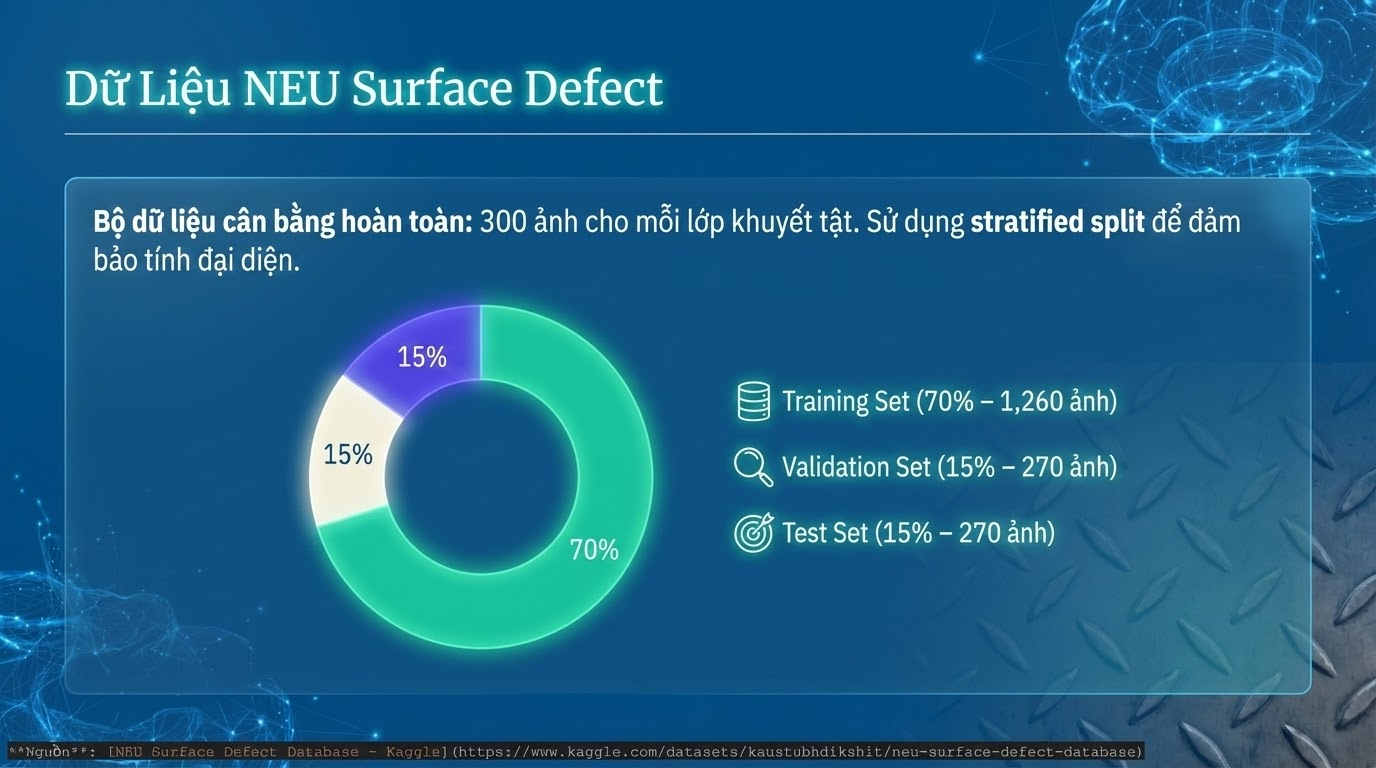 Dữ Liệu NEU Surface Defect
Bộ dữ liệu cân bằng hoàn toàn: 300 ảnh cho mỗi lớp khuyết tật. Sử dụng stratified split để đảm
bảo tính đại diện.
15%
15%
70%
Training Set (70% – 1,260 ảnh)
Validation Set (15% – 270 ảnh)
Test Set (15% – 270 ảnh)
**Nguồn**: [NEU Surface Defect Database - Kaggle](https://www.kaggle.com/datasets/kaustubhdikshit/neu-surface-defect-database)